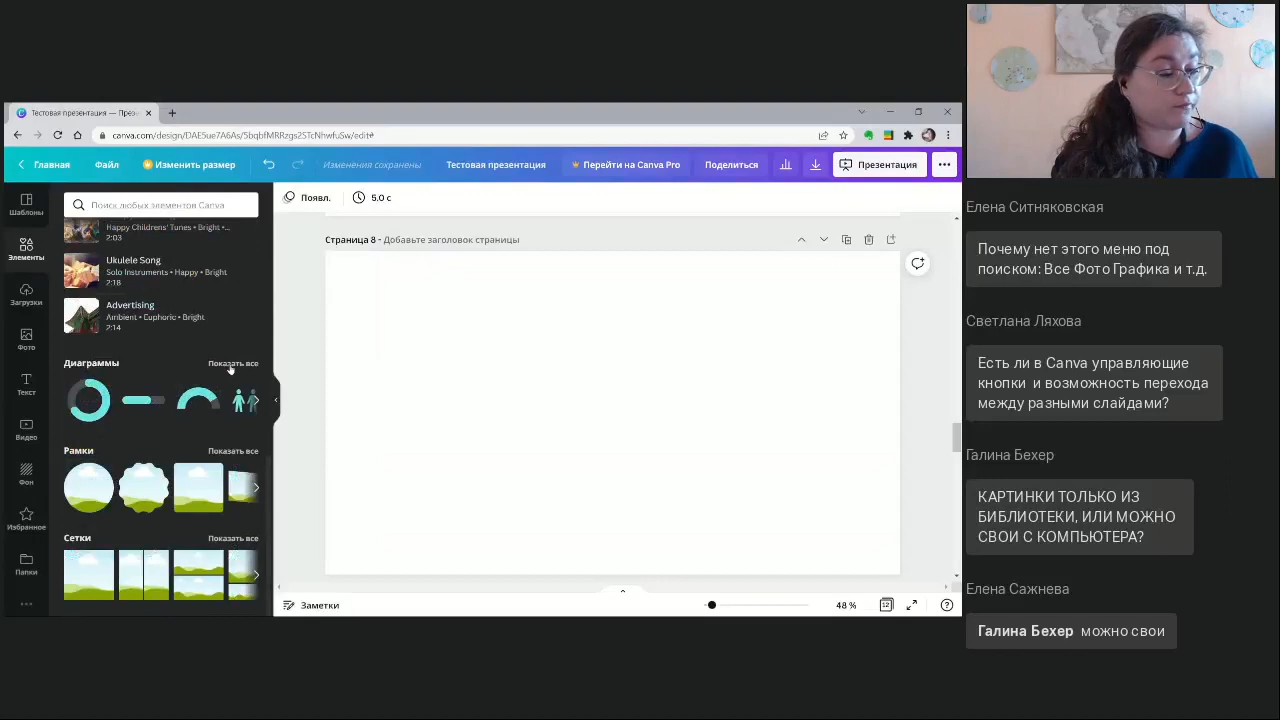 Тестовая презентация — През
canva.com/design/DAE5ue7A6As/5bqbfMRRzgs2STcNhwfuSw/edit#
Главная
Файл
Изменить размер
Изменения сохранены
Тестовая презентация
Перейти на Canva Pro
Поделиться
Презентация
Шаблоны
Элементы
Загрузки
Фото
Текст
Видео
Фон
Избранное
Папки
Поиск любых элементов Canva
Happy Childrens' Tunes • Bright •...
2:03
Ukulele Song
Solo Instruments • Happy • Bright
2:18
Advertising
Ambient • Euphoric • Bright
2:14
Диаграммы
Показать все
Рамки
Показать все
Сетки
Показать все
Появл.
5.0 с
Страница 8 - Добавьте заголовок страницы
Заметки
48 %
12
Елена Ситняковская
Почему нет этого меню под
поиском: Все Фото Графика и т.д.
Светлана Ляхова
Есть ли в Canva управляющие
кнопки и возможность перехода
между разными слайдами?
Галина Бехер
КАРТИНКИ ТОЛЬКО ИЗ
БИБЛИОТЕКИ, ИЛИ МОЖНО
СВОИ С КОМПЬЮТЕРА?
Елена Сажнева
Галина Бехер можно свои